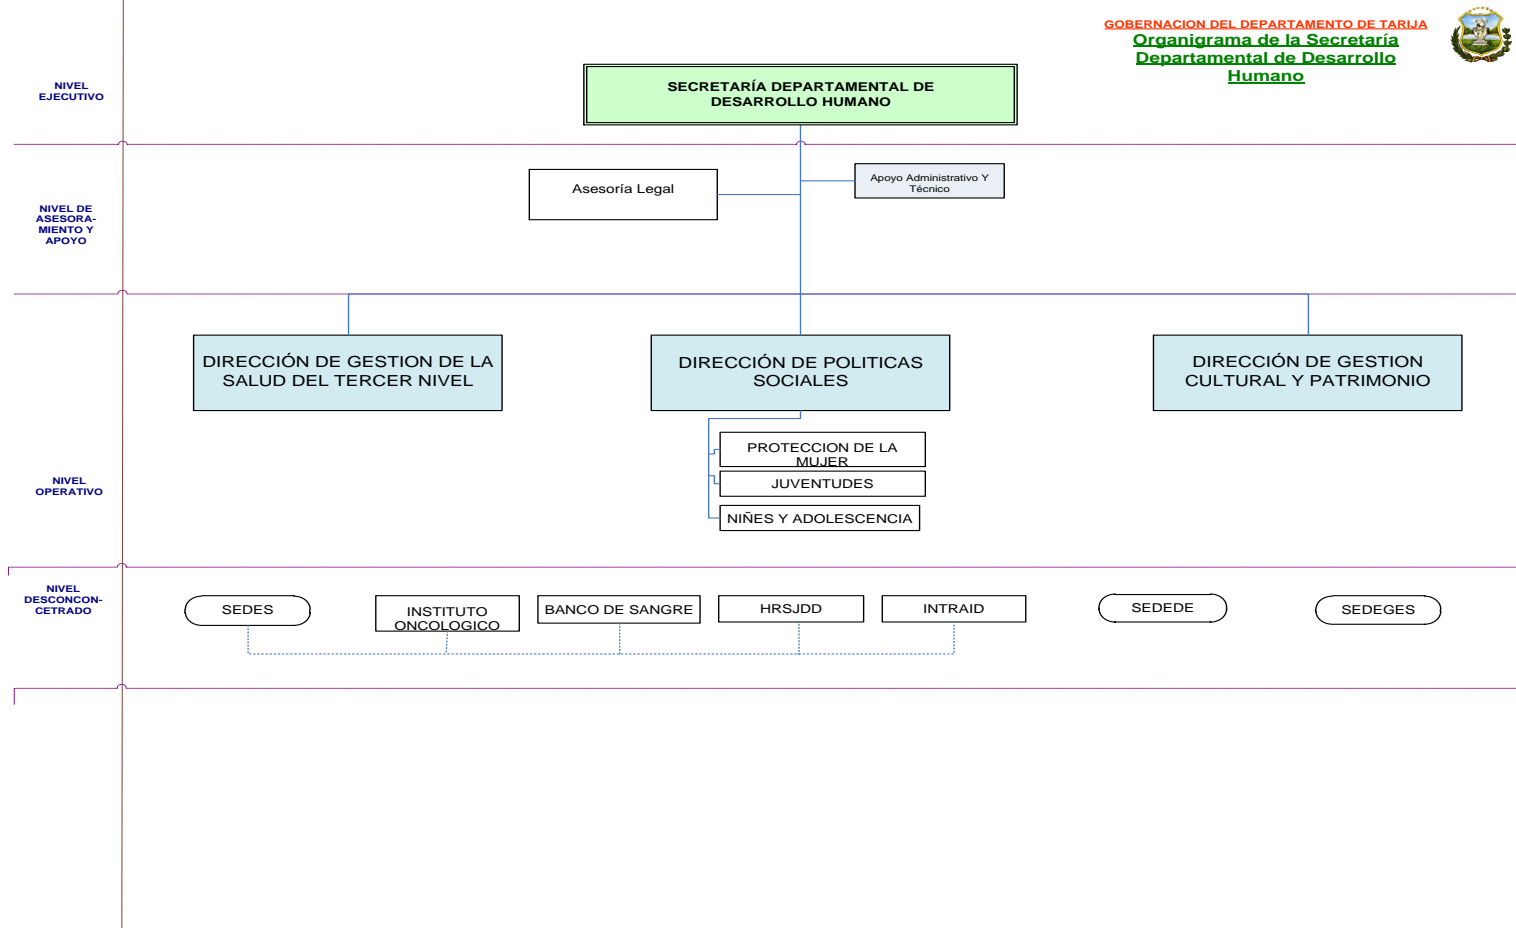 GOBERNACION DEL DEPARTAMENTO DE TARIJA
Organigrama de la Secretaría
Departamental de Desarrollo
Humano
NIVEL
EJECUTIVO
SECRETARÍA DEPARTAMENTAL DE
DESARROLLO HUMANO
NIVEL DE
ASESORA-
MIENTO Y
APOYO
Asesoría Legal
Apoyo Administrativo Y
Técnico
DIRECCIÓN DE GESTION DE LA
SALUD DEL TERCER NIVEL
DIRECCIÓN DE POLITICAS
SOCIALES
DIRECCIÓN DE GESTION
CULTURAL Y PATRIMONIO
NIVEL
OPERATIVO
PROTECCION DE LA
MUJER
JUVENTUDES
NIÑES Y ADOLESCENCIA
NIVEL
DESCONCON-
CETRADO
SEDES
INSTITUTO
ONCOLOGICO
BANCO DE SANGRE
HRSJDD
INTRAID
SEDEDE
SEDEGES